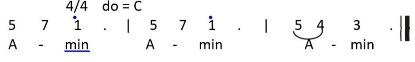 4/4 do = C
5 7 1 . | 5 7 1 . | 5 4 3 .
A - min A - min A - min